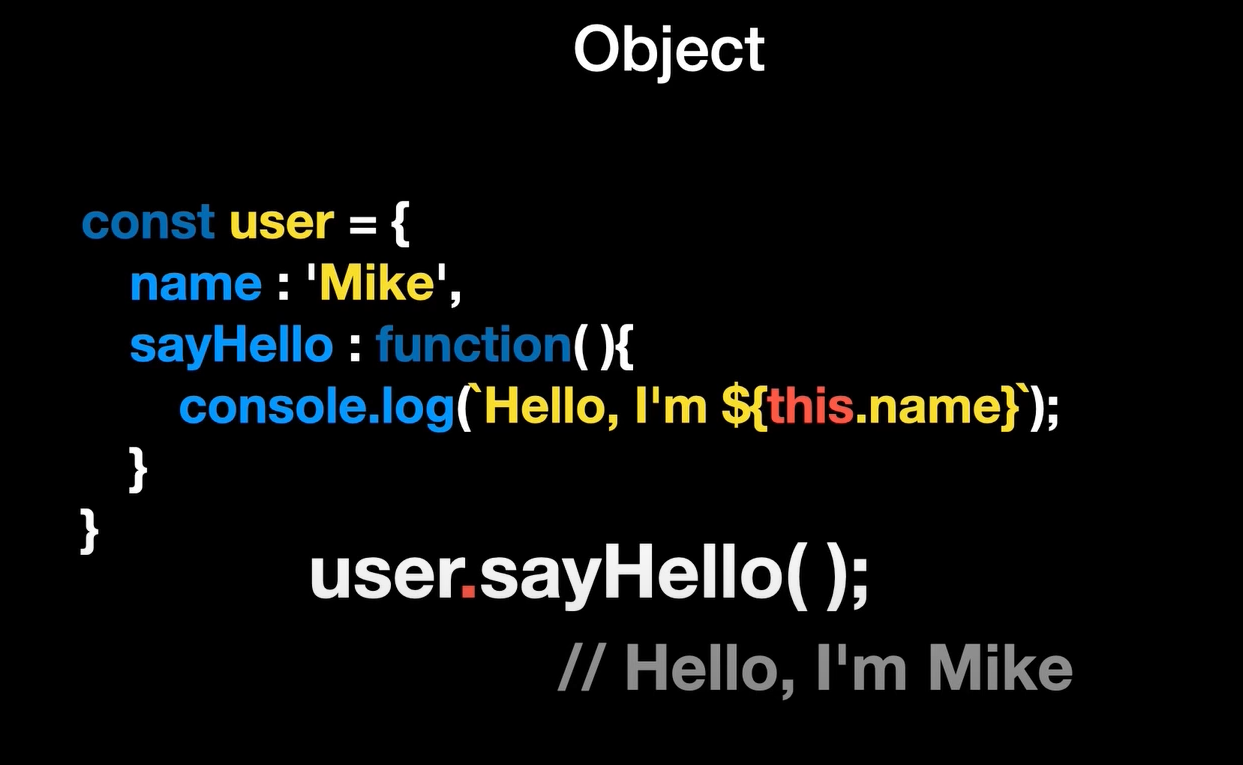 Object
const user = {
name : 'Mike',
sayHello : function( ){
console.log(`Hello, I'm ${this.name}`);
}
}
user.sayHello( );
// Hello, I'm Mike